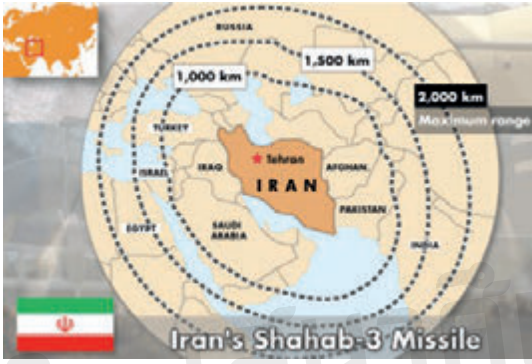 RUSSIA
1,500 km
1,000 km
2,000 km
Maximum range
TURKEY
Tehran
ISRAEL
IRAQ
AFGHAN.
IRAN
PAKISTAN
EGYPT
SAUDI
ARABIA
INDIA
Iran's Shahab-3 Missile